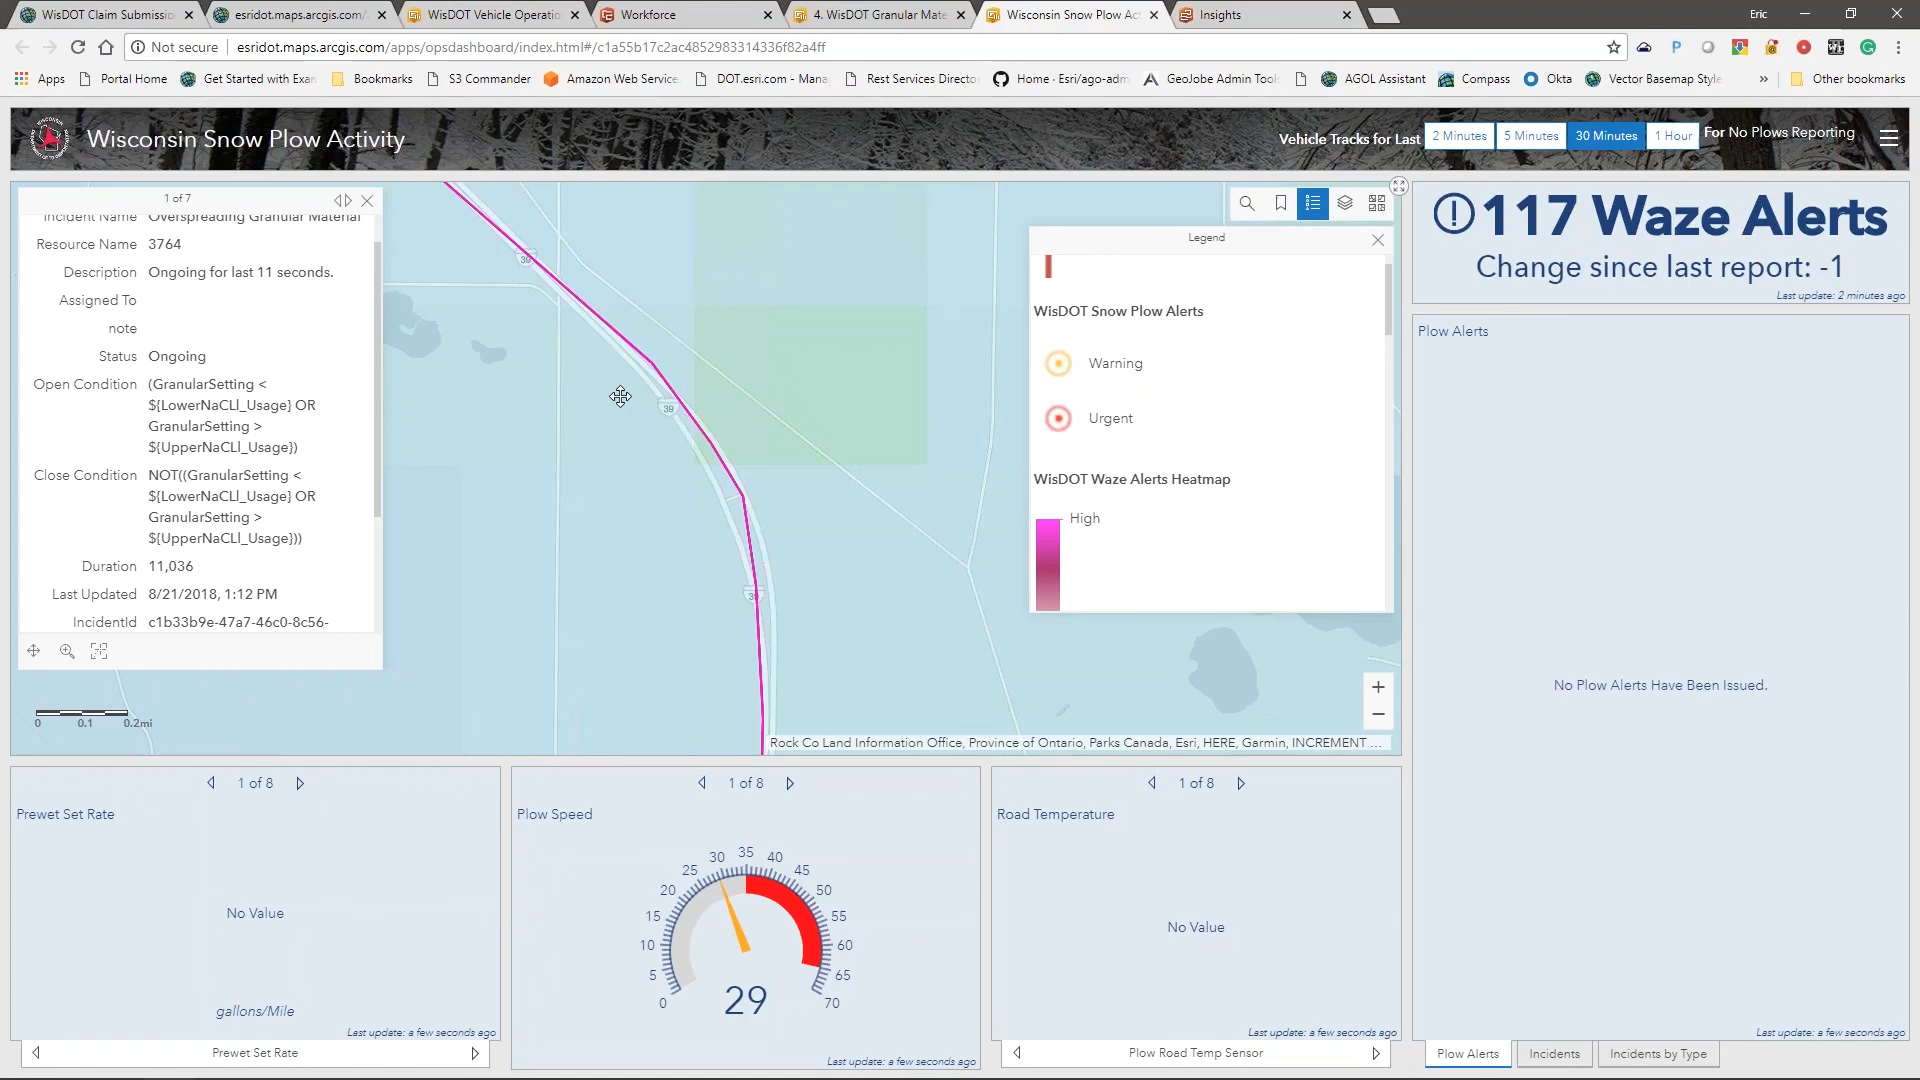 WisDOT Claim Submissio
esridot.maps.arcgis.com/
WisDOT Vehicle Operatio
Workforce
4. WisDOT Granular Mate
Wisconsin Snow Plow Act
Insights
Eric
Not secure
esridot.maps.arcgis.com/apps/opsdashboard/index.html#/c1a55b17c2ac4852983314336f82a4ff
Apps
Portal Home
Get Started with Exam
Bookmarks
S3 Commander
Amazon Web Service
DOT.esri.com - Mana
Rest Services Directo
Home · Esri/ago-adm
GeoJobe Admin Tool
AGOL Assistant
Compass
Okta
Vector Basemap Style
»
Other bookmarks
Wisconsin Snow Plow Activity
Vehicle Tracks for Last
2 Minutes
5 Minutes
30 Minutes
1 Hour
For No Plows Reporting
1 of 7
Incident Name Overspreading Granular Material
Resource Name 3764
Description Ongoing for last 11 seconds.
Assigned To
note
Status Ongoing
Open Condition (GranularSetting <
${LowerNaCLl_Usage} OR
GranularSetting >
${UpperNaCLl_Usage})
Close Condition NOT((GranularSetting <
${LowerNaCLl_Usage} OR
GranularSetting >
${UpperNaCLl_Usage}))
Duration 11,036
Last Updated 8/21/2018, 1:12 PM
IncidentId c1b33b9e-47a7-46c0-8c56-
39
39
39
0 0.1 0.2mi
Legend
WisDOT Snow Plow Alerts
Warning
Urgent
WisDOT Waze Alerts Heatmap
High
+
−
Rock Co Land Information Office, Province of Ontario, Parks Canada, Esri, HERE, Garmin, INCREMENT ...
117 Waze Alerts
Change since last report: -1
Last update: 2 minutes ago
Plow Alerts
No Plow Alerts Have Been Issued.
Last update: a few seconds ago
Plow Alerts
Incidents
Incidents by Type
1 of 8
Prewet Set Rate
No Value
gallons/Mile
Last update: a few seconds ago
Prewet Set Rate
1 of 8
Plow Speed
0
5
10
15
20
25
30
35
40
45
50
55
60
65
70
29
Last update: a few seconds ago
1 of 8
Road Temperature
No Value
Last update: a few seconds ago
Plow Road Temp Sensor